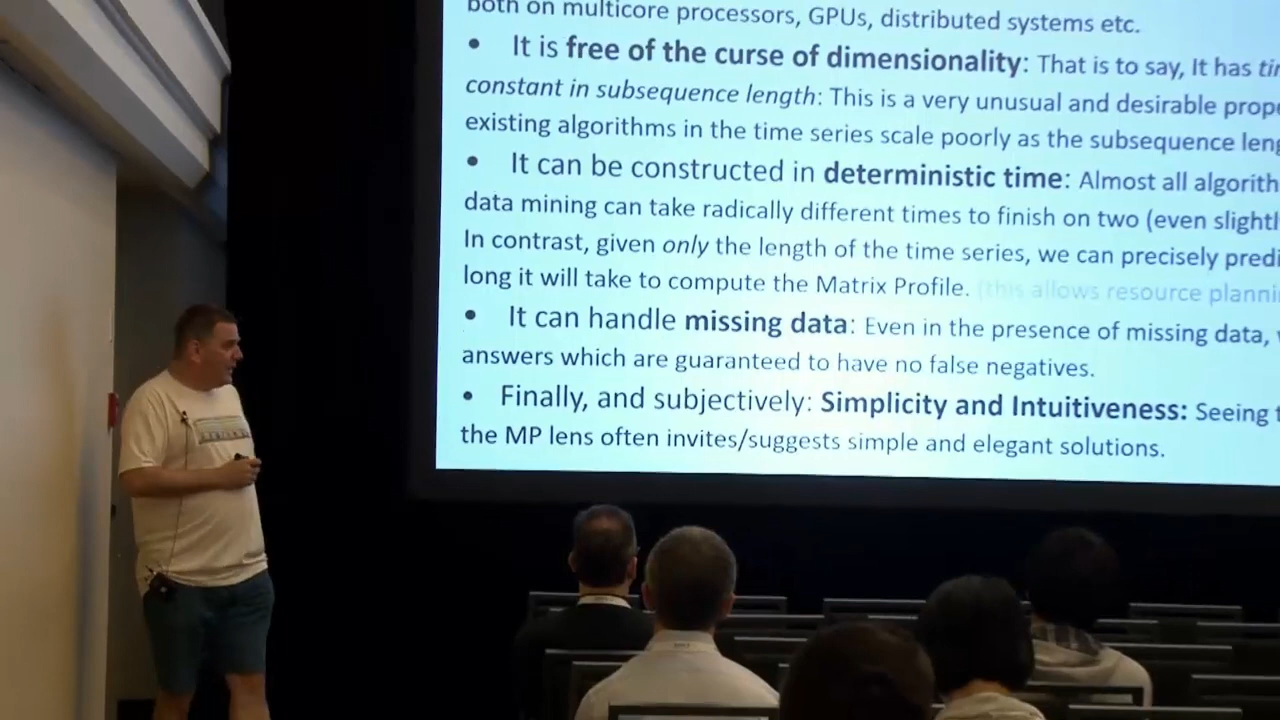 both on multicore processors, GPUs, distributed systems etc.
• It is free of the curse of dimensionality: That is to say, It has
constant in subsequence length: This is a very unusual and desirable
existing algorithms in the time series scale poorly as the subsequence
• It can be constructed in deterministic time: Almost all
data mining can take radically different times to finish on two (even
In contrast, given only the length of the time series, we can precisely
long it will take to compute the Matrix Profile. (this allows resource
• It can handle missing data: Even in the presence of missing data,
answers which are guaranteed to have no false negatives.
• Finally, and subjectively: Simplicity and Intuitiveness: Seeing
the MP lens often invites/suggests simple and elegant solutions.